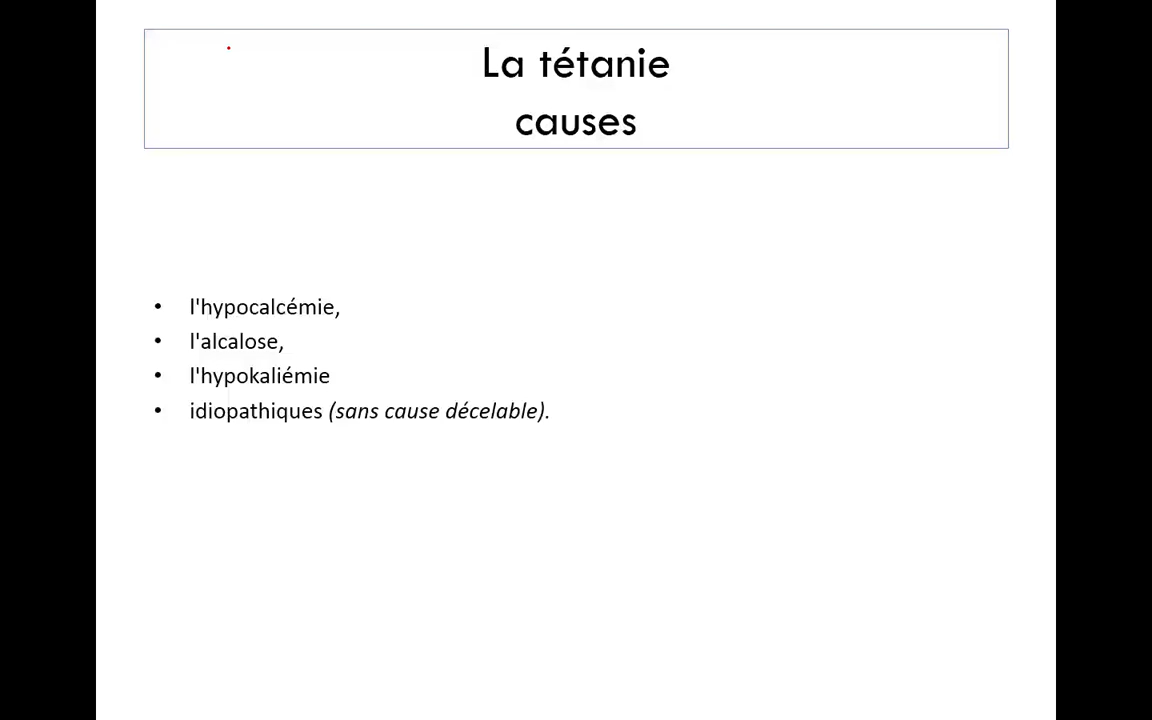 La tétanie
causes
• l'hypocalcémie,
• l'alcalose,
• l'hypokaliémie
• idiopathiques (sans cause décelable).